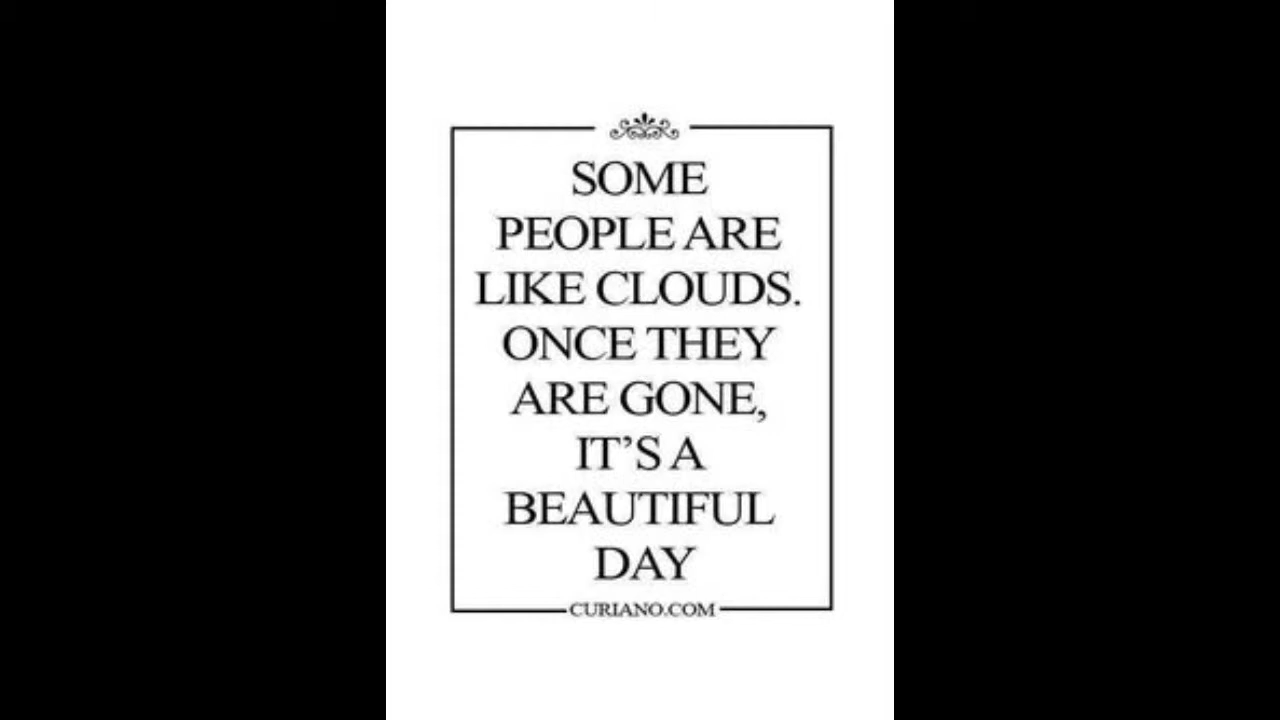 SOME
PEOPLE ARE
LIKE CLOUDS.
ONCE THEY
ARE GONE,
IT’S A
BEAUTIFUL
DAY
CURIANO.COM